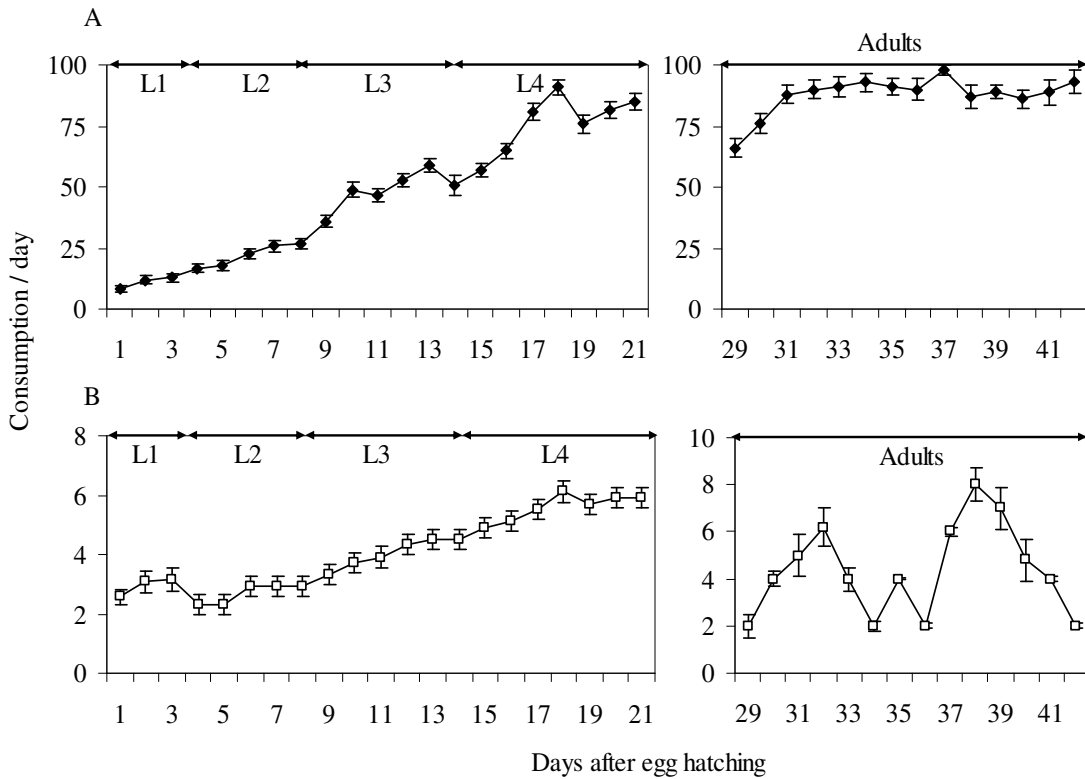 A
Consumption / day
100
75
50
25
0
L1 L2 L3 L4
1 3 5 7 9 11 13 15 17 19 21
Adults
100
75
50
25
0
29 31 33 35 37 39 41
B
8
6
4
2
0
L1 L2 L3 L4
1 3 5 7 9 11 13 15 17 19 21
10
8
6
4
2
0
Adults
29 31 33 35 37 39 41
Days after egg hatching